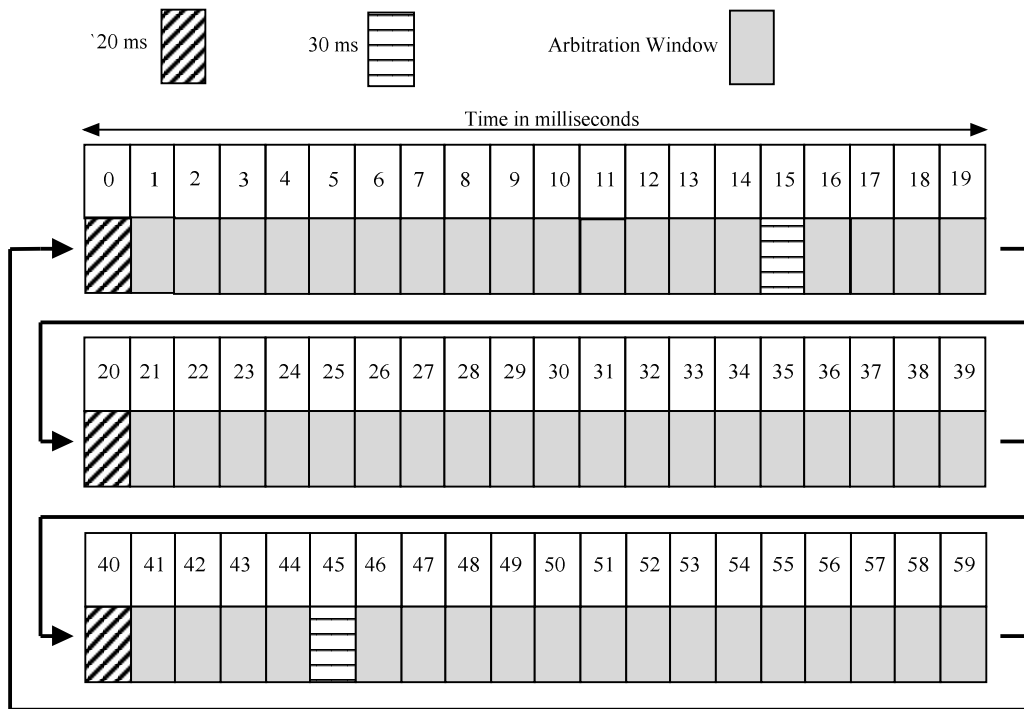 `20 ms 30 ms Arbitration Window
Time in milliseconds
0 1 2 3 4 5 6 7 8 9 10 11 12 13 14 15 16 17 18 19
20 21 22 23 24 25 26 27 28 29 30 31 32 33 34 35 36 37 38 39
40 41 42 43 44 45 46 47 48 49 50 51 52 53 54 55 56 57 58 59